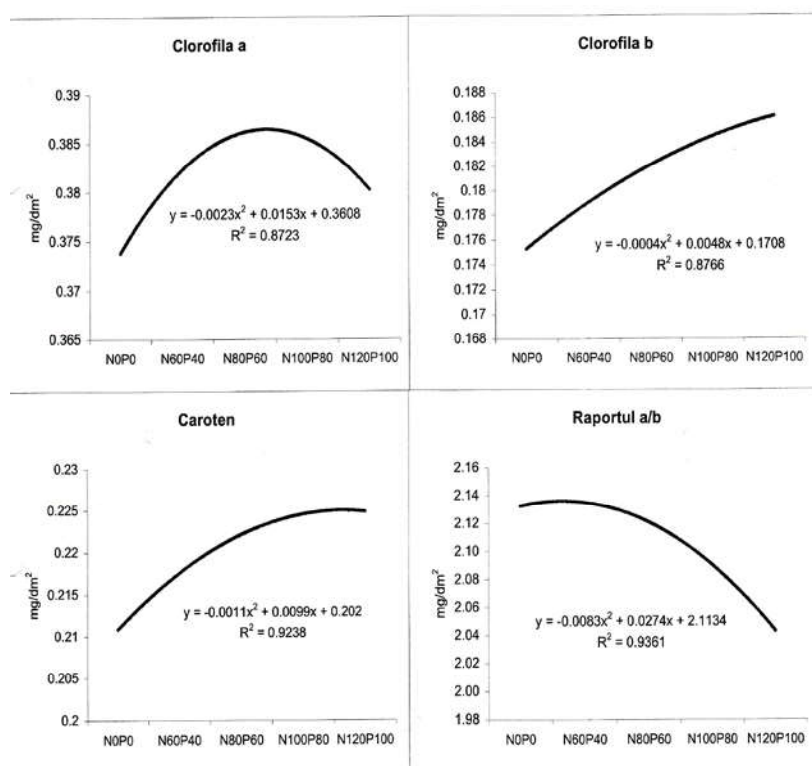 Clorofila a
0.39
0.385
0.38
0.375
0.37
0.365
mg/dm²
y = -0.0023x² + 0.0153x + 0.3608
R² = 0.8723
N0P0 N60P40 N80P60 N100P80 N120P100
Clorofila b
0.188
0.186
0.184
0.182
0.18
0.178
0.176
0.174
0.172
0.17
0.168
mg/dm²
y = -0.0004x² + 0.0048x + 0.1708
R² = 0.8766
N0P0 N60P40 N80P60 N100P80 N120P100
Caroten
0.23
0.225
0.22
0.215
0.21
0.205
0.2
mg/dm²
y = -0.0011x² + 0.0099x + 0.202
R² = 0.9238
N0P0 N60P40 N80P60 N100P80 N120P100
Raportul a/b
2.16
2.14
2.12
2.10
2.08
2.06
2.04
2.02
2.00
1.98
mg/dm²
y = -0.0083x² + 0.0274x + 2.1134
R² = 0.9361
N0P0 N60P40 N80P60 N100P80 N120P100